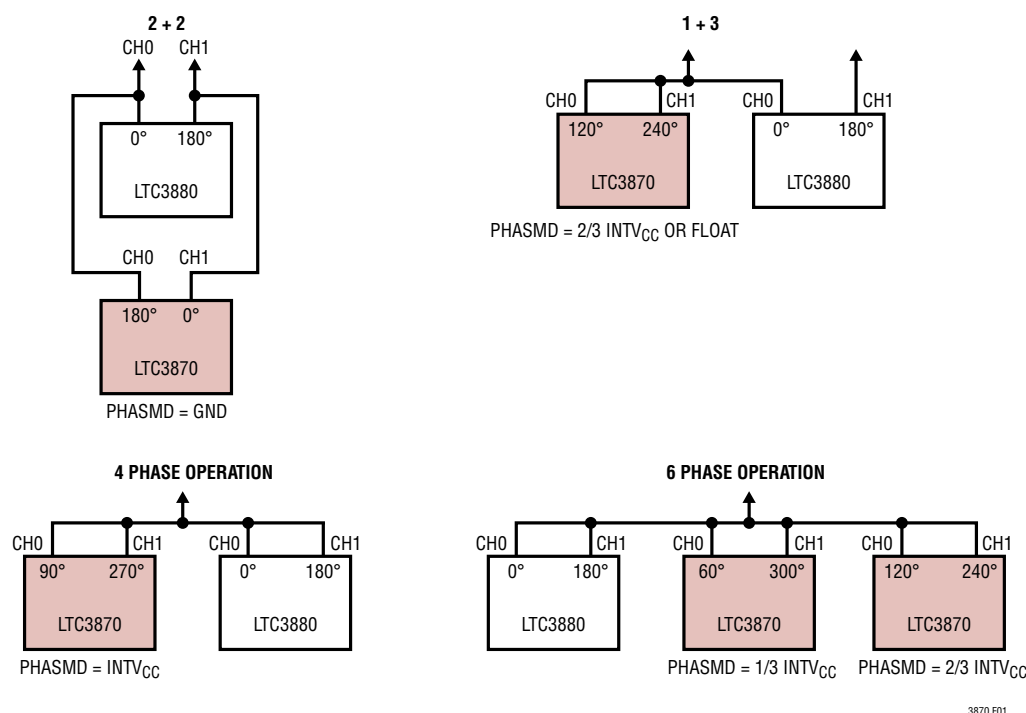 2 + 2
CH0 CH1
0° 180°
LTC3880
CH0 CH1
180° 0°
LTC3870
PHASMD = GND
1 + 3
CH0 CH1 CH0 CH1
120° 240° 0° 180°
LTC3870 LTC3880
PHASMD = 2/3 INTVCC OR FLOAT
4 PHASE OPERATION
CH0 CH1 CH0 CH1
90° 270° 0° 180°
LTC3870 LTC3880
PHASMD = INTVCC
6 PHASE OPERATION
CH0 CH1 CH0 CH1 CH0 CH1
0° 180° 60° 300° 120° 240°
LTC3880 LTC3870 LTC3870
PHASMD = 1/3 INTVCC PHASMD = 2/3 INTVCC
3870 F01